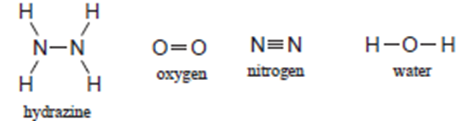 H H
N–N O=O N≡N H–O–H
H H
hydrazine oxygen nitrogen water